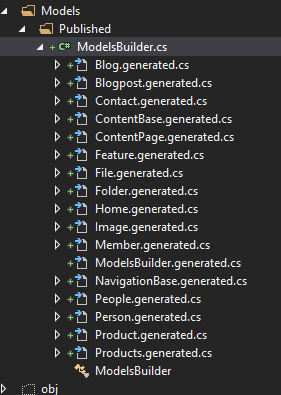 Models
Published
C# ModelsBuilder.cs
Blog.generated.cs
Blogpost.generated.cs
Contact.generated.cs
ContentBase.generated.cs
ContentPage.generated.cs
Feature.generated.cs
File.generated.cs
Folder.generated.cs
Home.generated.cs
Image.generated.cs
Member.generated.cs
ModelsBuilder.generated.cs
NavigationBase.generated.cs
People.generated.cs
Person.generated.cs
Product.generated.cs
Products.generated.cs
ModelsBuilder
obj